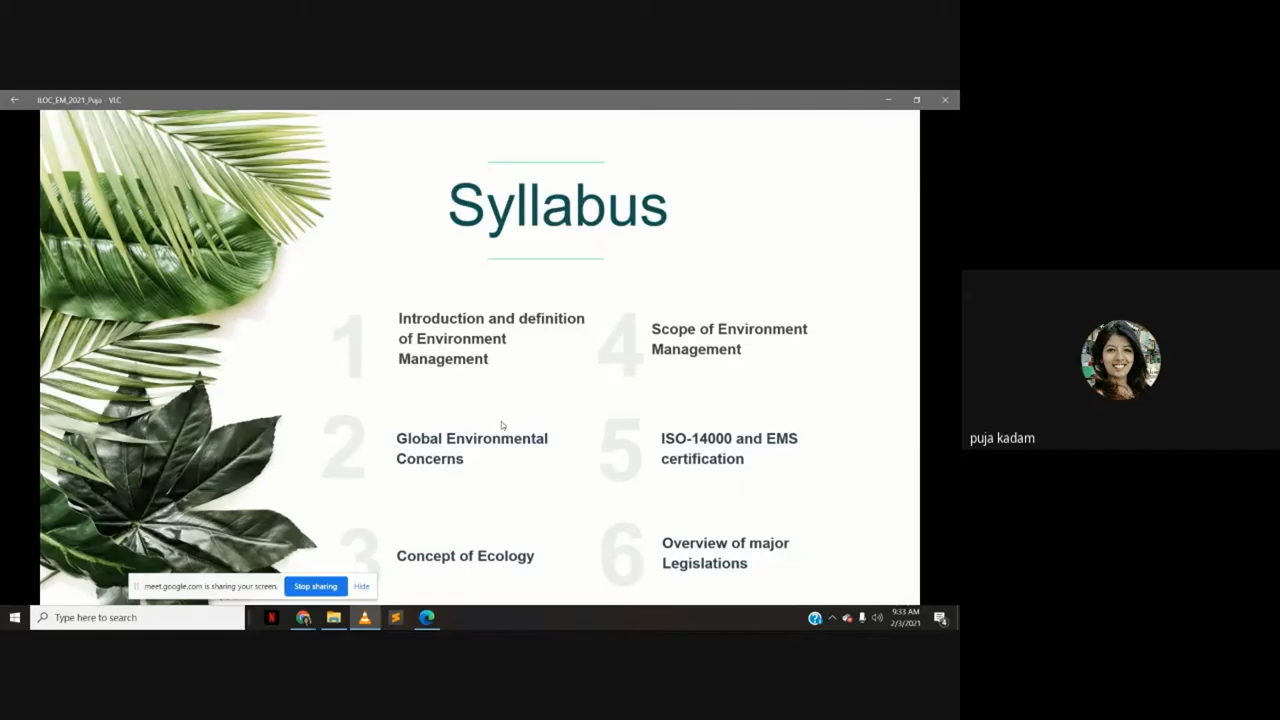 ILOC_EM_2021_Puja - VLC
Syllabus
1
Introduction and definition
of Environment
Management
2
Global Environmental
Concerns
3
Concept of Ecology
4
Scope of Environment
Management
5
ISO-14000 and EMS
certification
6
Overview of major
Legislations
meet.google.com is sharing your screen.
Stop sharing
Hide
Type here to search
9:33 AM
2/3/2021
puja kadam